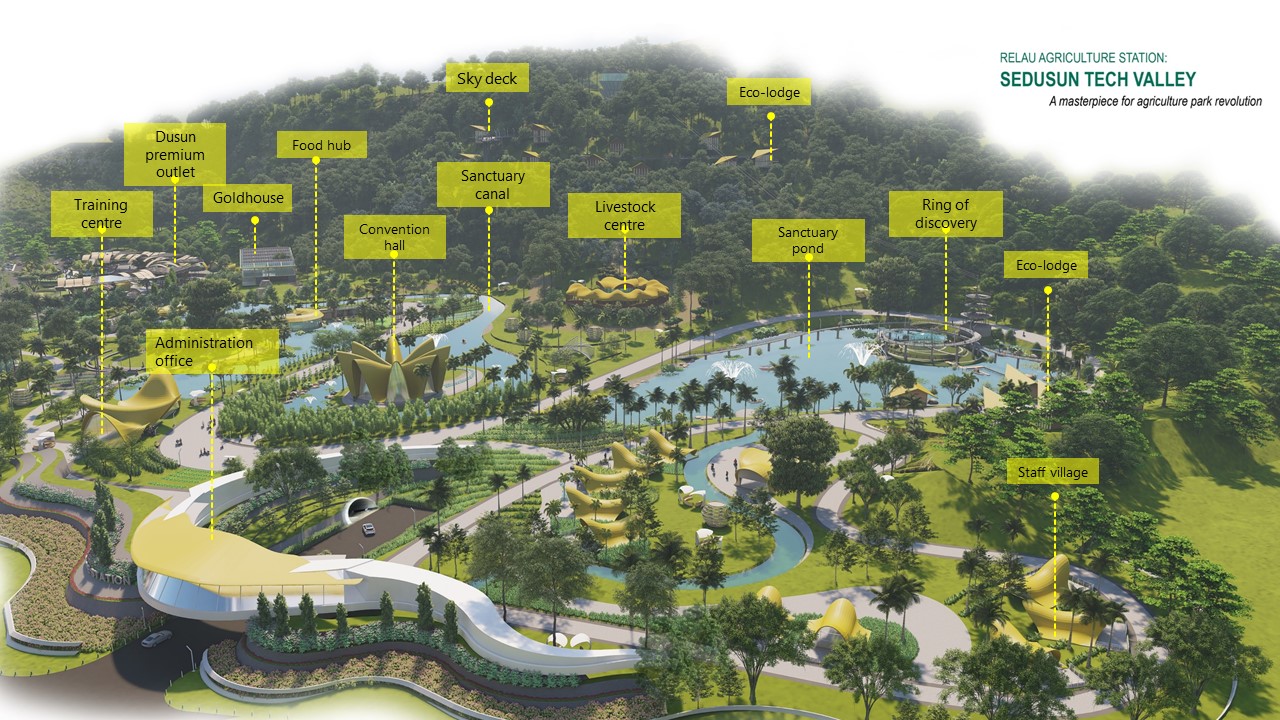 RELAU AGRICULTURE STATION:
SEDUSUN TECH VALLEY
A masterpiece for agriculture park revolution
Sky deck
Eco-lodge
Dusun
premium
outlet
Food hub
Sanctuary
canal
Goldhouse
Training
centre
Livestock
centre
Ring of
discovery
Convention
hall
Sanctuary
pond
Eco-lodge
Administration
office
Staff village
STATION